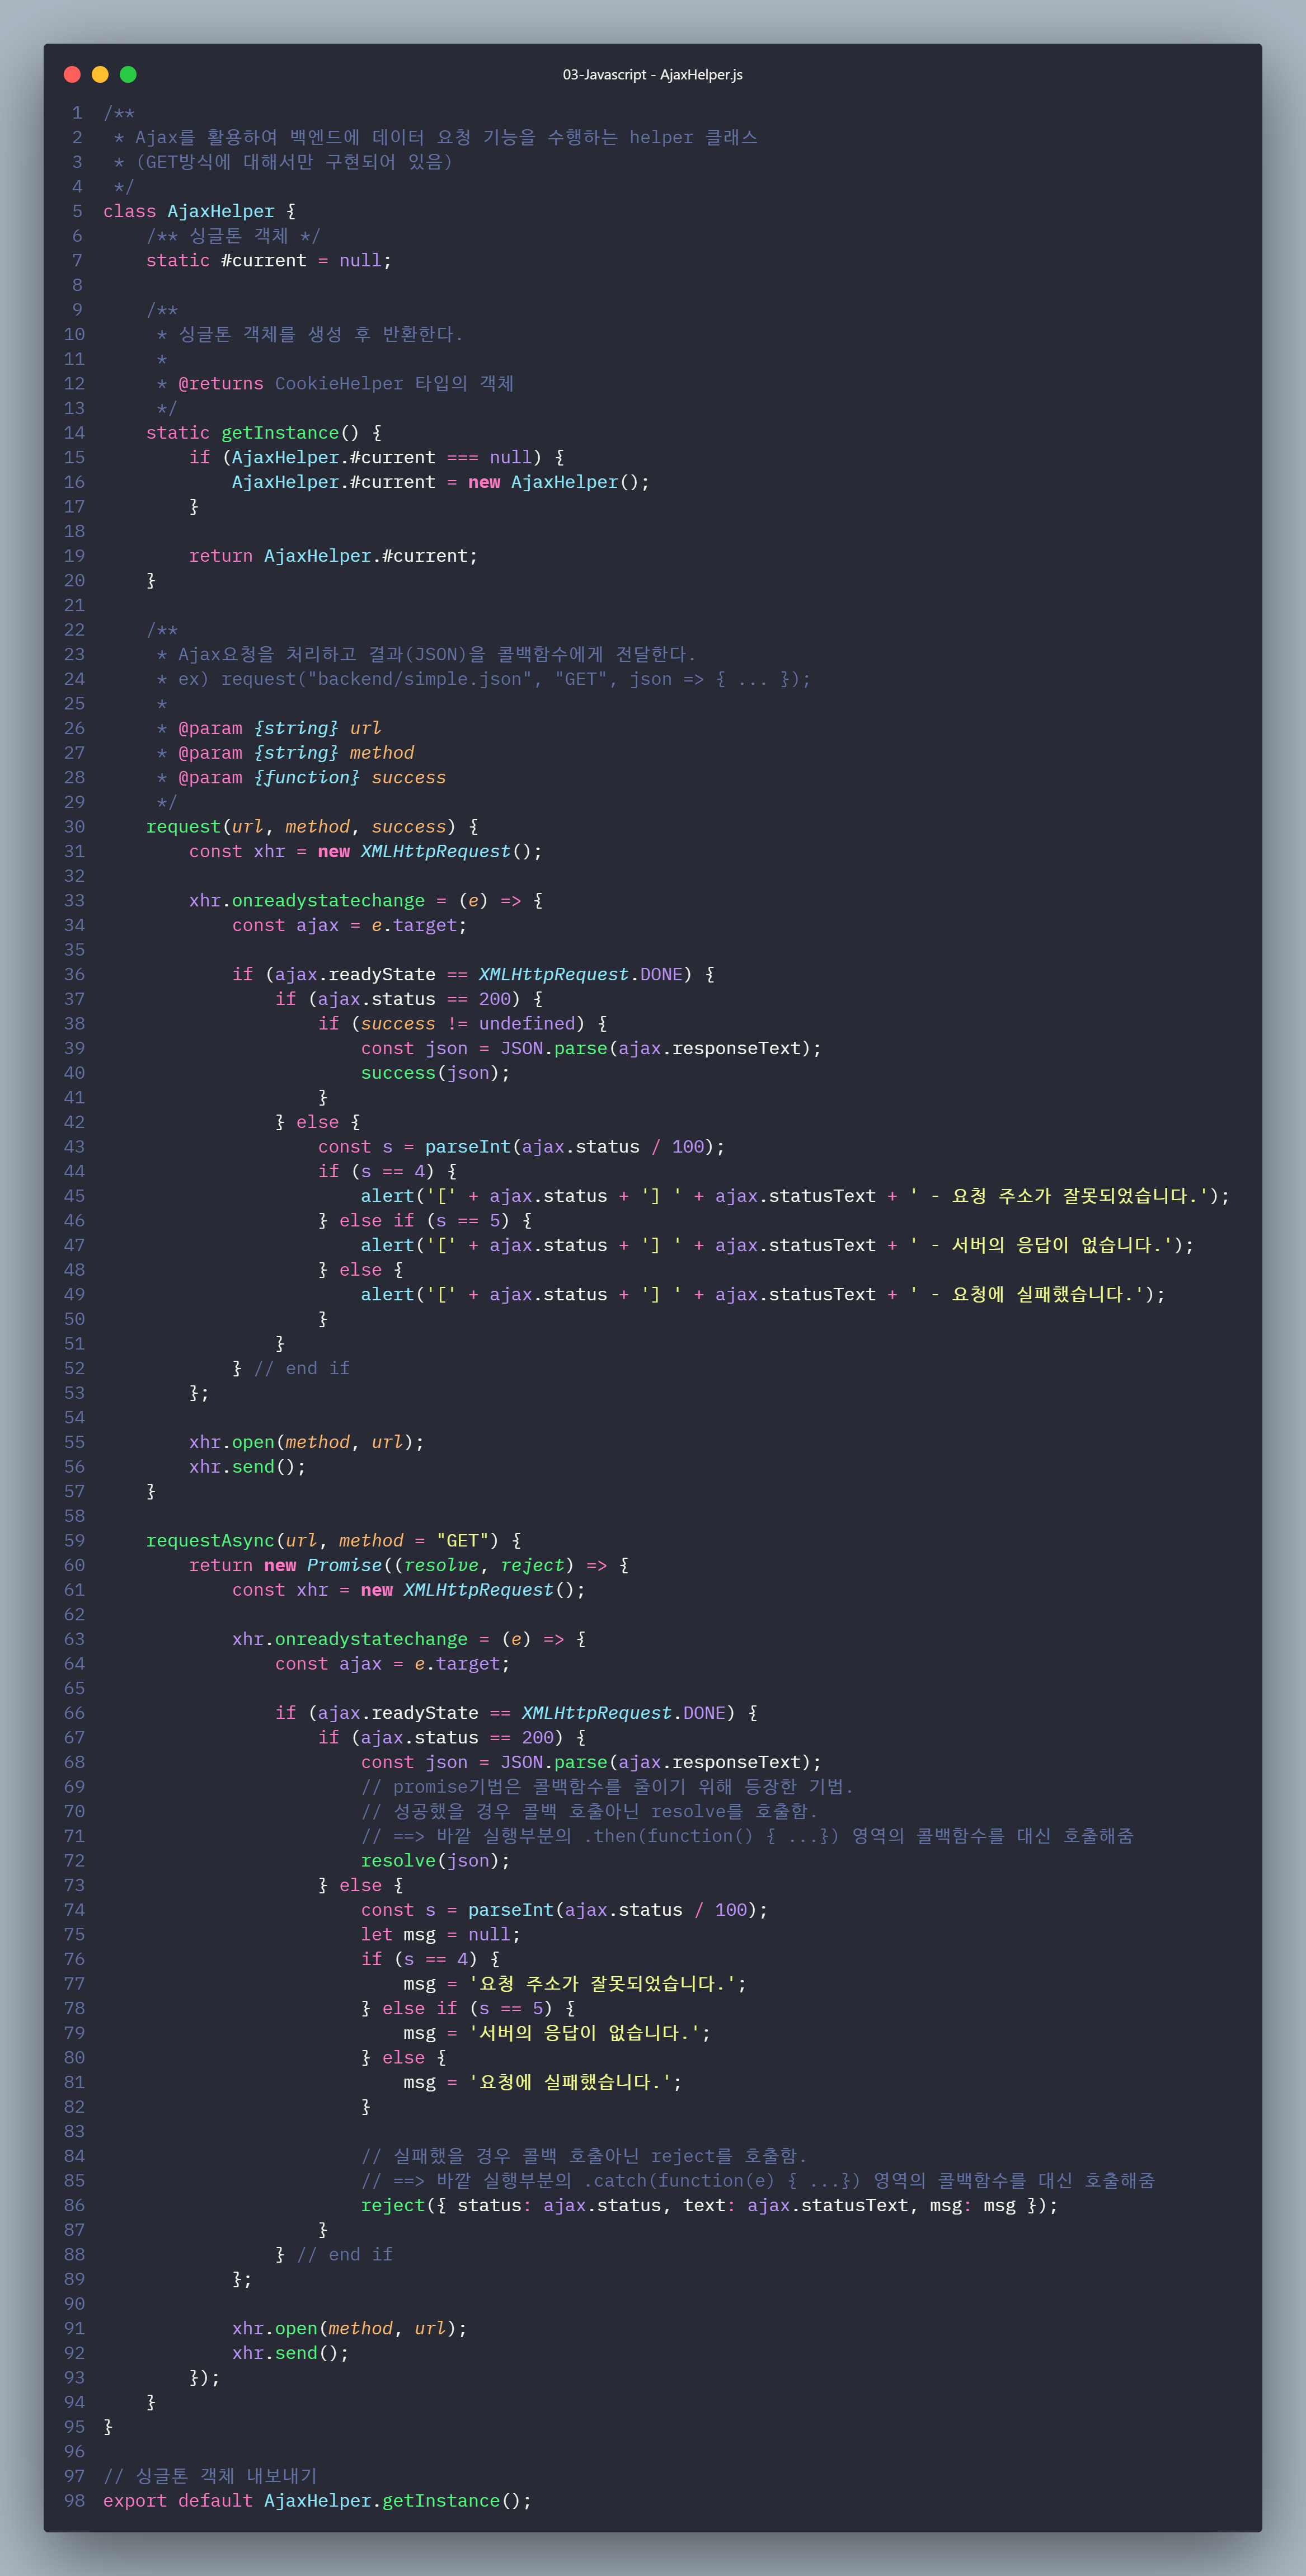 03-Javascript - AjaxHelper.js
1 /**
2  * Ajax를 활용하여 백엔드에 데이터 요청 기능을 수행하는 helper 클래스
3  * (GET방식에 대해서만 구현되어 있음)
4  */
5 class AjaxHelper {
6     /** 싱글톤 객체 */
7     static #current = null;
8
9     /**
10      * 싱글톤 객체를 생성 후 반환한다.
11      *
12      * @returns CookieHelper 타입의 객체
13      */
14     static getInstance() {
15         if (AjaxHelper.#current === null) {
16             AjaxHelper.#current = new AjaxHelper();
17         }
18
19         return AjaxHelper.#current;
20     }
21
22     /**
23      * Ajax요청을 처리하고 결과(JSON)을 콜백함수에게 전달한다.
24      * ex) request("backend/simple.json", "GET", json => { ... });
25      *
26      * @param {string} url
27      * @param {string} method
28      * @param {function} success
29      */
30     request(url, method, success) {
31         const xhr = new XMLHttpRequest();
32
33         xhr.onreadystatechange = (e) => {
34             const ajax = e.target;
35
36             if (ajax.readyState == XMLHttpRequest.DONE) {
37                 if (ajax.status == 200) {
38                     if (success != undefined) {
39                         const json = JSON.parse(ajax.responseText);
40                         success(json);
41                     }
42                 } else {
43                     const s = parseInt(ajax.status / 100);
44                     if (s == 4) {
45                         alert('[' + ajax.status + '] ' + ajax.statusText + ' - 요청 주소가 잘못되었습니다.');
46                     } else if (s == 5) {
47                         alert('[' + ajax.status + '] ' + ajax.statusText + ' - 서버의 응답이 없습니다.');
48                     } else {
49                         alert('[' + ajax.status + '] ' + ajax.statusText + ' - 요청에 실패했습니다.');
50                     }
51                 }
52             } // end if
53         };
54
55         xhr.open(method, url);
56         xhr.send();
57     }
58
59     requestAsync(url, method = "GET") {
60         return new Promise((resolve, reject) => {
61             const xhr = new XMLHttpRequest();
62
63             xhr.onreadystatechange = (e) => {
64                 const ajax = e.target;
65
66                 if (ajax.readyState == XMLHttpRequest.DONE) {
67                     if (ajax.status == 200) {
68                         const json = JSON.parse(ajax.responseText);
69                         // promise기법은 콜백함수를 줄이기 위해 등장한 기법.
70                         // 성공했을 경우 콜백 호출아닌 resolve를 호출함.
71                         // ==> 바깥 실행부분의 .then(function() { ...}) 영역의 콜백함수를 대신 호출해줌
72                         resolve(json);
73                     } else {
74                         const s = parseInt(ajax.status / 100);
75                         let msg = null;
76                         if (s == 4) {
77                             msg = '요청 주소가 잘못되었습니다.';
78                         } else if (s == 5) {
79                             msg = '서버의 응답이 없습니다.';
80                         } else {
81                             msg = '요청에 실패했습니다.';
82                         }
83
84                         // 실패했을 경우 콜백 호출아닌 reject를 호출함.
85                         // ==> 바깥 실행부분의 .catch(function(e) { ...}) 영역의 콜백함수를 대신 호출해줌
86                         reject({ status: ajax.status, text: ajax.statusText, msg: msg });
87                     }
88                 } // end if
89             };
90
91             xhr.open(method, url);
92             xhr.send();
93         });
94     }
95 }
96
97 // 싱글톤 객체 내보내기
98 export default AjaxHelper.getInstance();